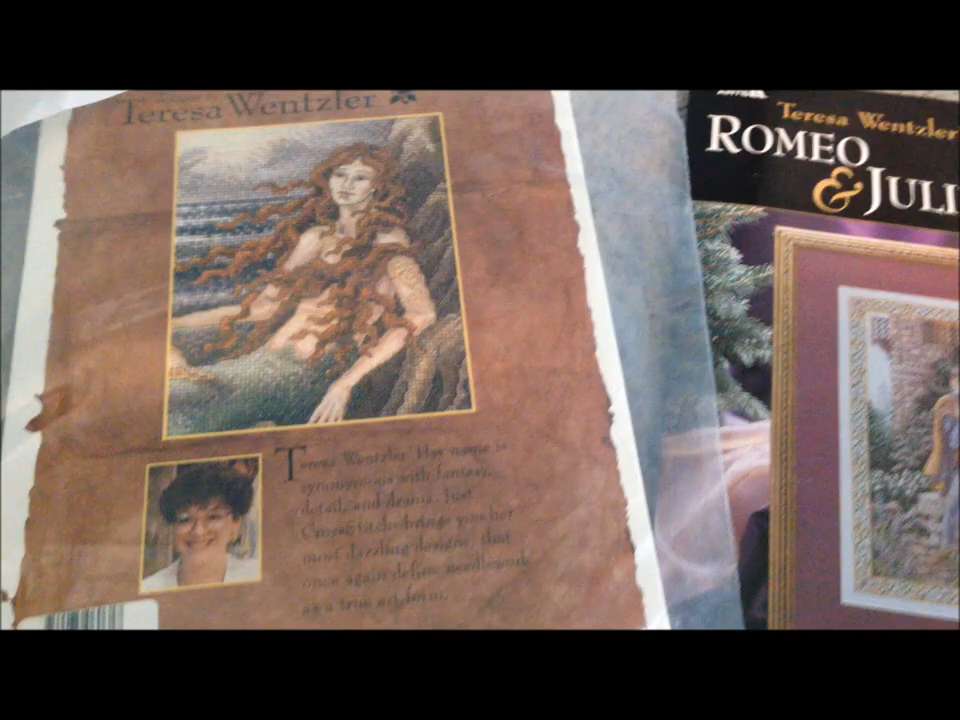 Teresa Wentzler
Teresa Wentzler. Her name is
synonymous with fantasy,
detail, and drama. Just
CrossStitch brings you her
most dazzling designs, that
once again define needlework
as a true art form.
Teresa Wentzler
ROMEO
& JULI